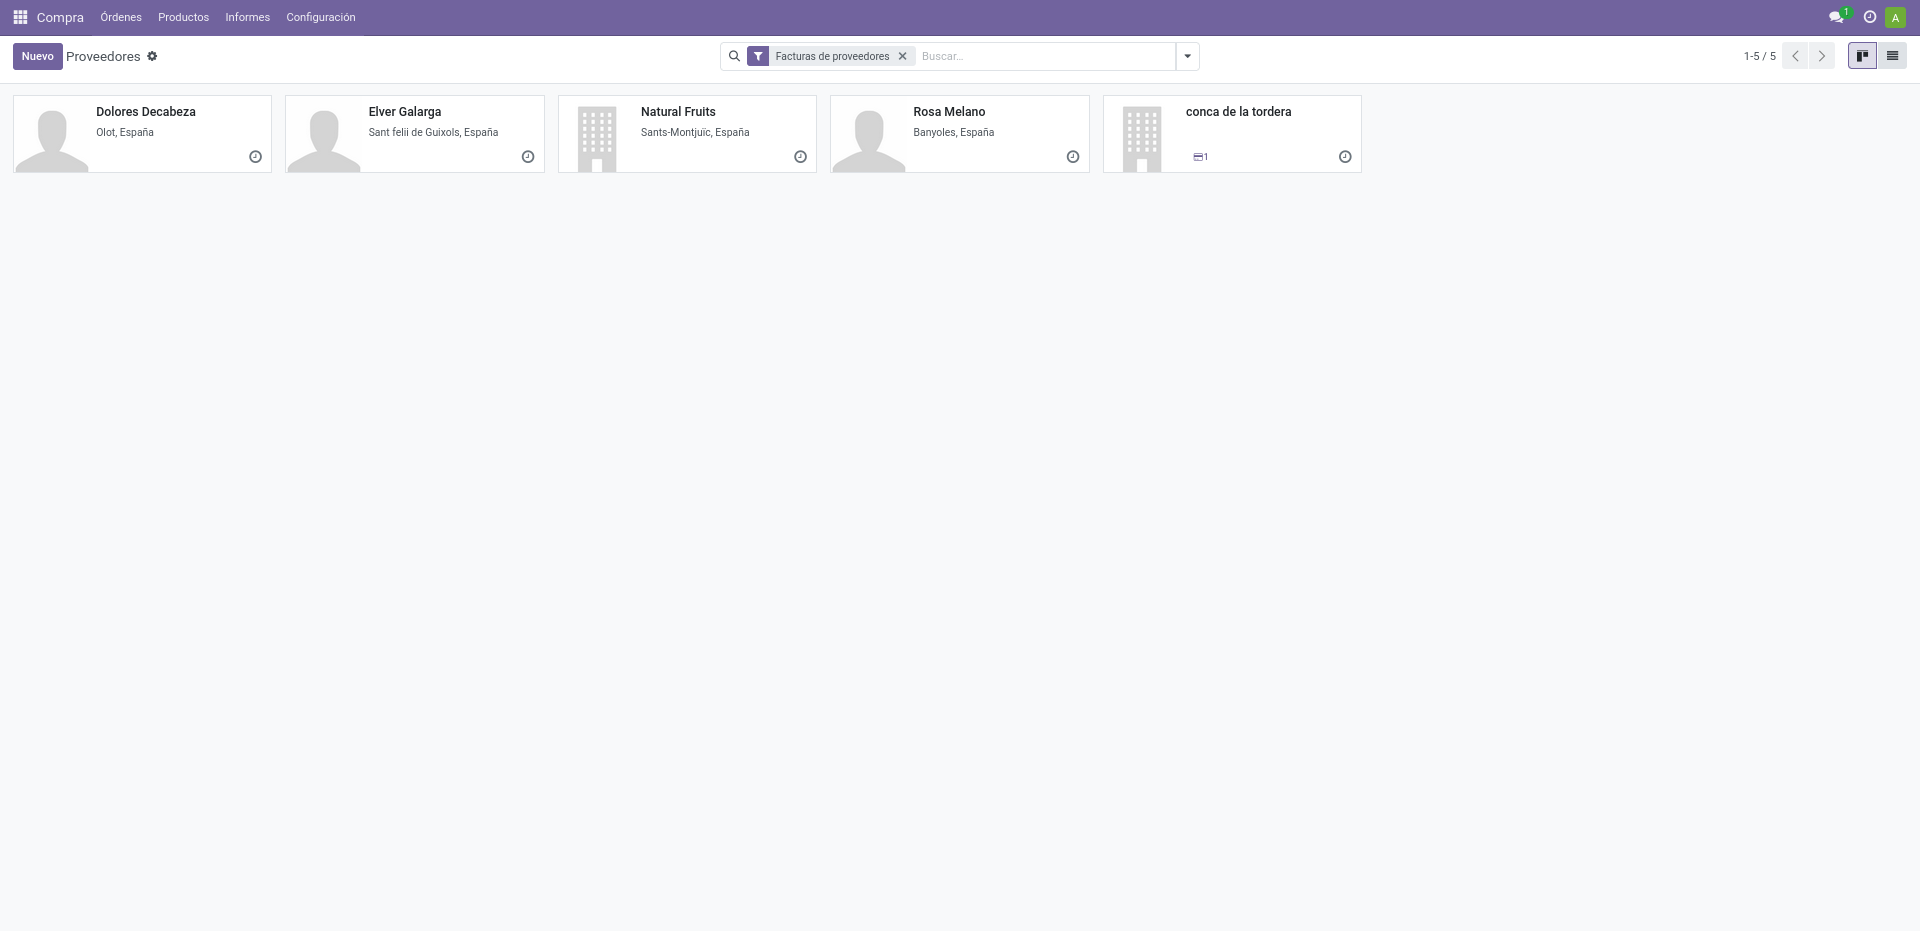 Compra Órdenes Productos Informes Configuración 1 A
Nuevo Proveedores Facturas de proveedores Buscar... 1-5 / 5
Dolores Decabeza
Olot, España
Elver Galarga
Sant felii de Guixols, España
Natural Fruits
Sants-Montjuïc, España
Rosa Melano
Banyoles, España
conca de la tordera
1